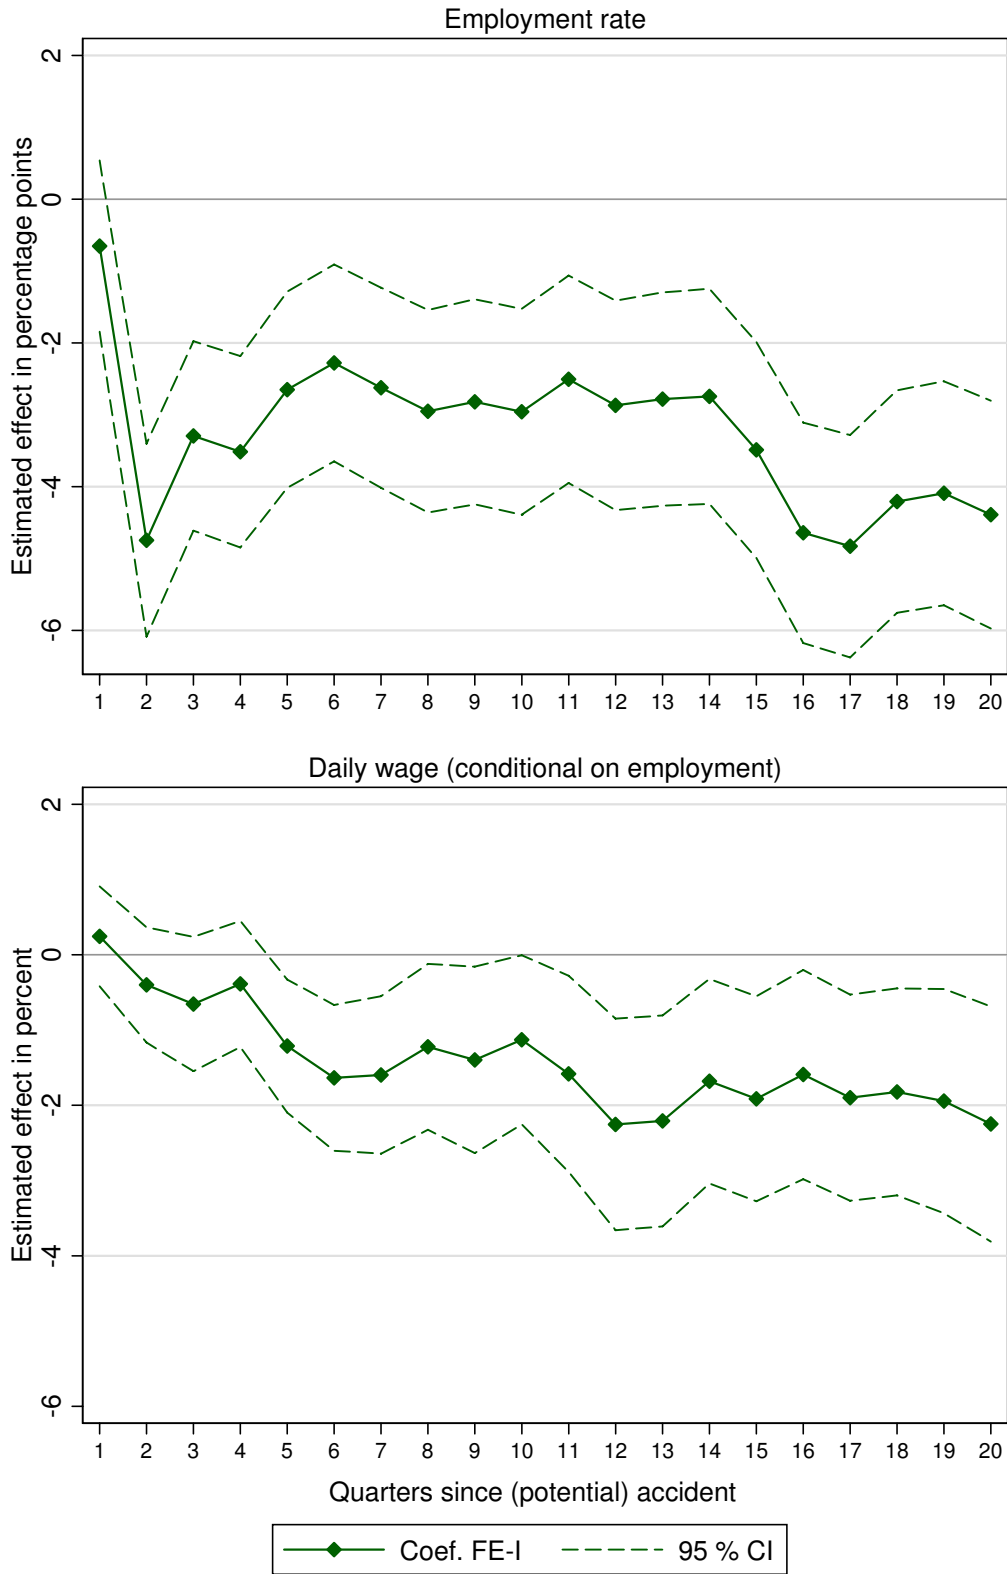 Employment rate
Estimated effect in percentage points
2
0
-2
-4
-6
1 2 3 4 5 6 7 8 9 10 11 12 13 14 15 16 17 18 19 20
Daily wage (conditional on employment)
Estimated effect in percent
2
0
-2
-4
-6
1 2 3 4 5 6 7 8 9 10 11 12 13 14 15 16 17 18 19 20
Quarters since (potential) accident
Coef. FE-I 95 % CI